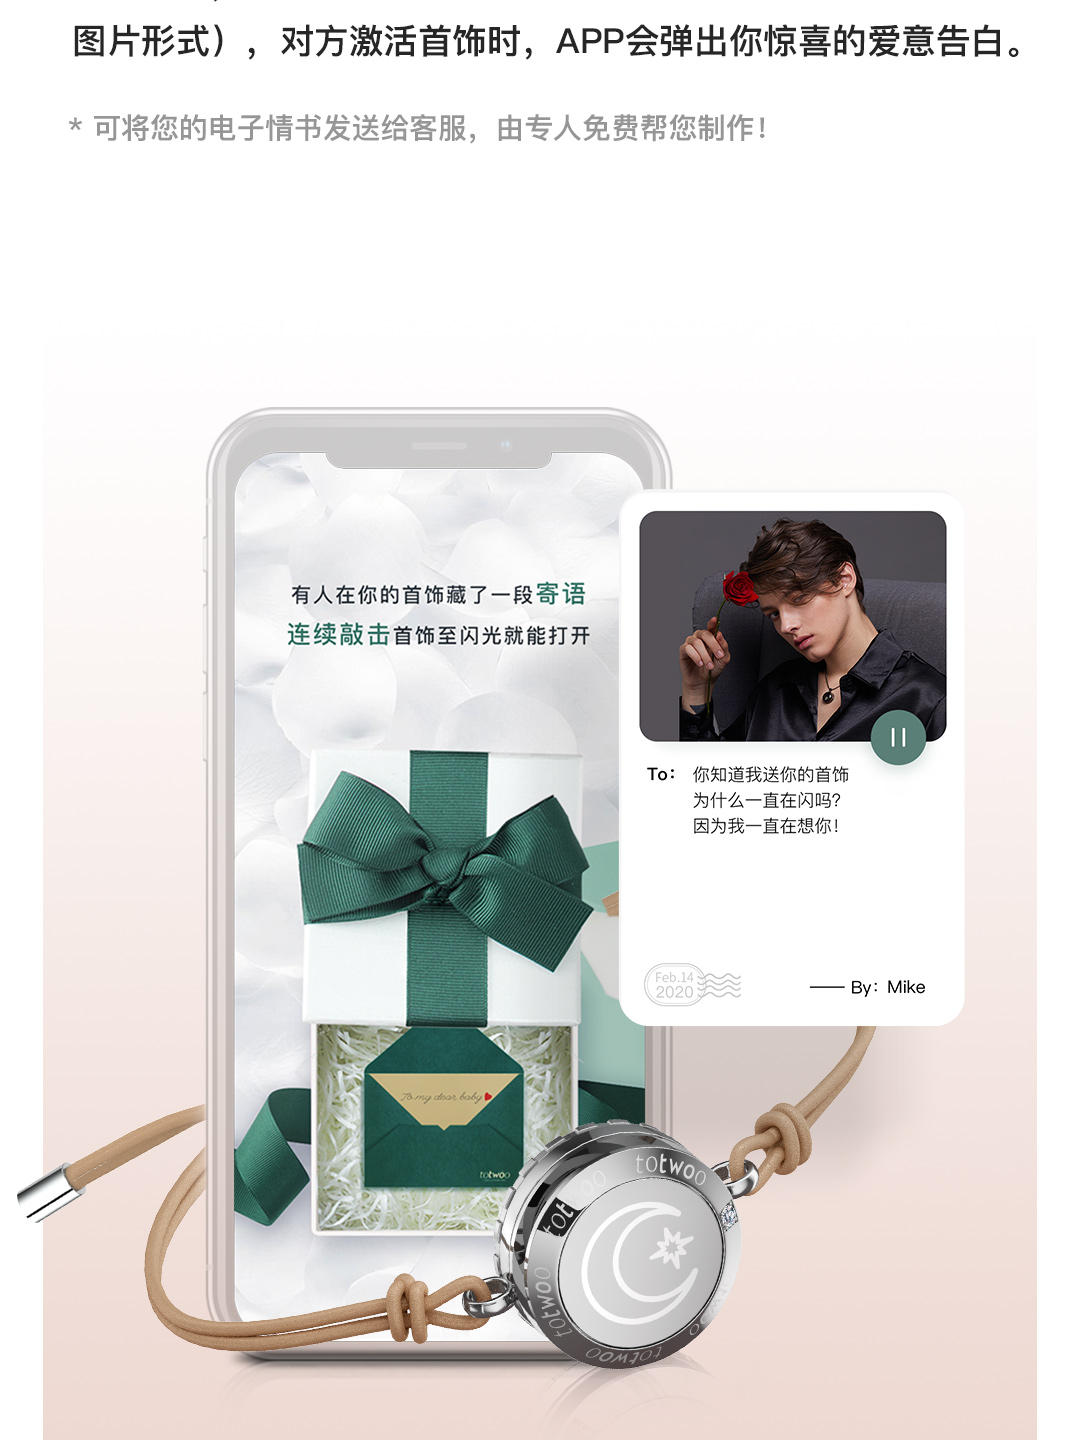 图片形式），对方激活首饰时，APP会弹出你惊喜的爱意告白。
* 可将您的电子情书发送给客服，由专人免费帮您制作！
有人在你的首饰藏了一段寄语
连续敲击首饰至闪光就能打开
To： 你知道我送你的首饰
为什么一直在闪吗？
因为我一直在想你！
Feb.14
2020
—— By：Mike
To my dear baby
totwoo
totwoo
totwoo
totwoo
totwoo